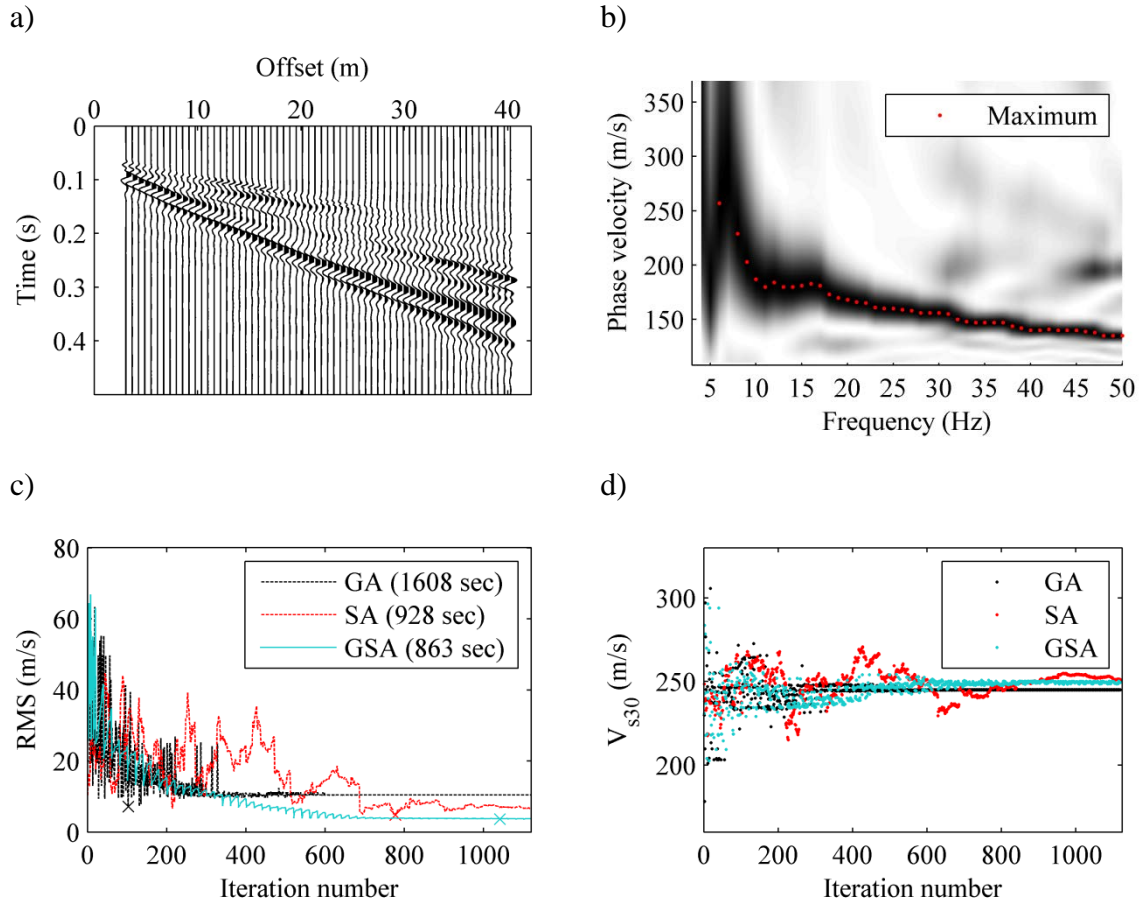 a)
Offset (m)
0 10 20 30 40
0
0.1
0.2
0.3
0.4
Time (s)
b)
350
300
250
200
150
Phase velocity (m/s)
Maximum
5 10 15 20 25 30 35 40 45 50
Frequency (Hz)
c)
80
60
40
20
0
RMS (m/s)
GA (1608 sec)
SA (928 sec)
GSA (863 sec)
0 200 400 600 800 1000
Iteration number
d)
300
250
200
Vs30 (m/s)
GA
SA
GSA
0 200 400 600 800 1000
Iteration number